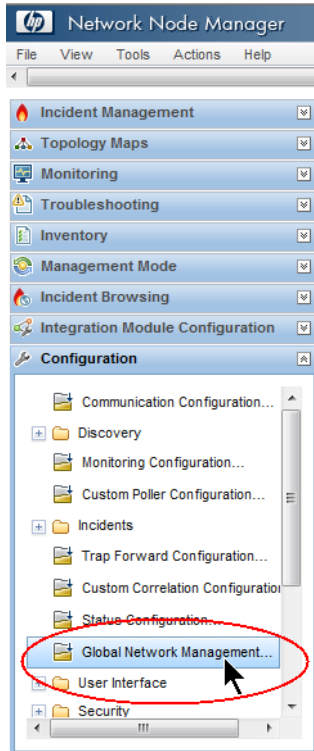 hp Network Node Manager
File View Tools Actions Help
Incident Management
Topology Maps
Monitoring
Troubleshooting
Inventory
Management Mode
Incident Browsing
Integration Module Configuration
Configuration
Communication Configuration...
Discovery
Monitoring Configuration...
Custom Poller Configuration...
Incidents
Trap Forward Configuration...
Custom Correlation Configuration
Status Configuration...
Global Network Management...
User Interface
Security